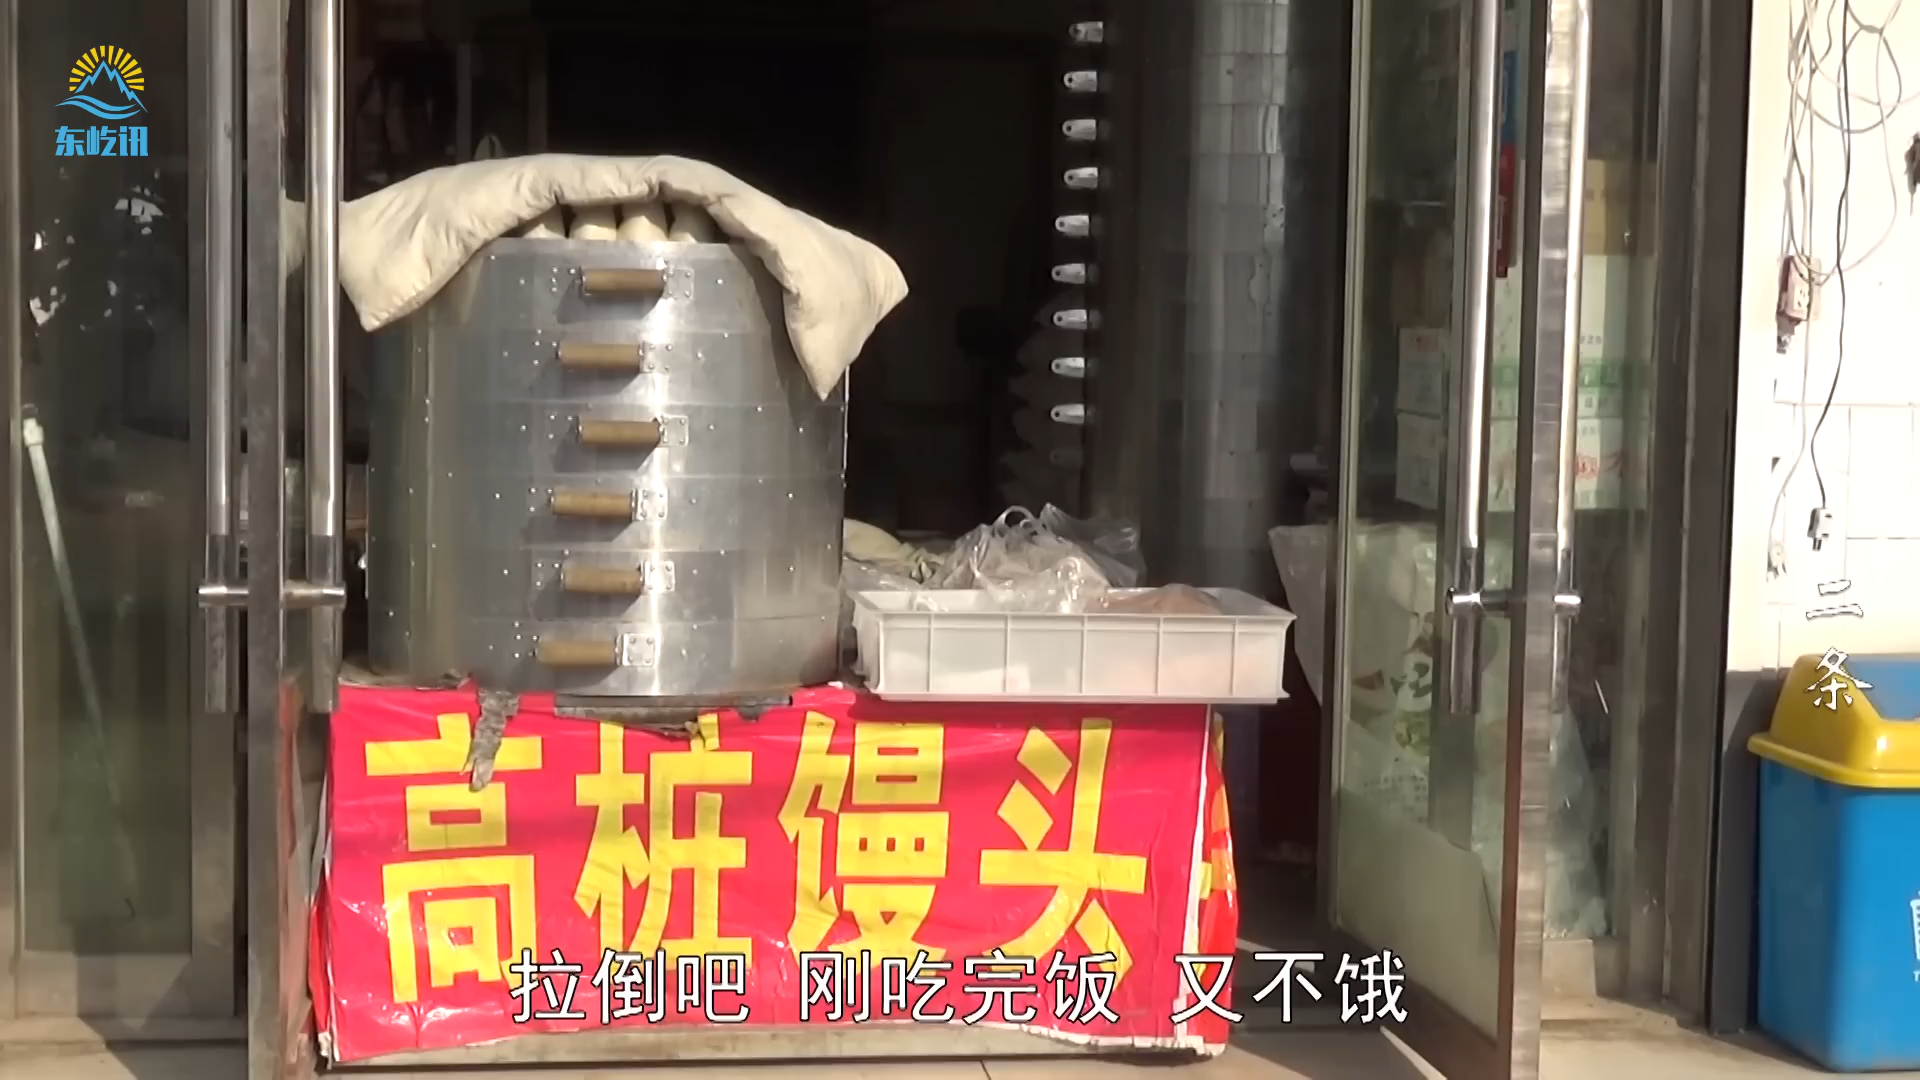 东屹讯
二条
高桩馒头
拉倒吧 刚吃完饭 又不饿